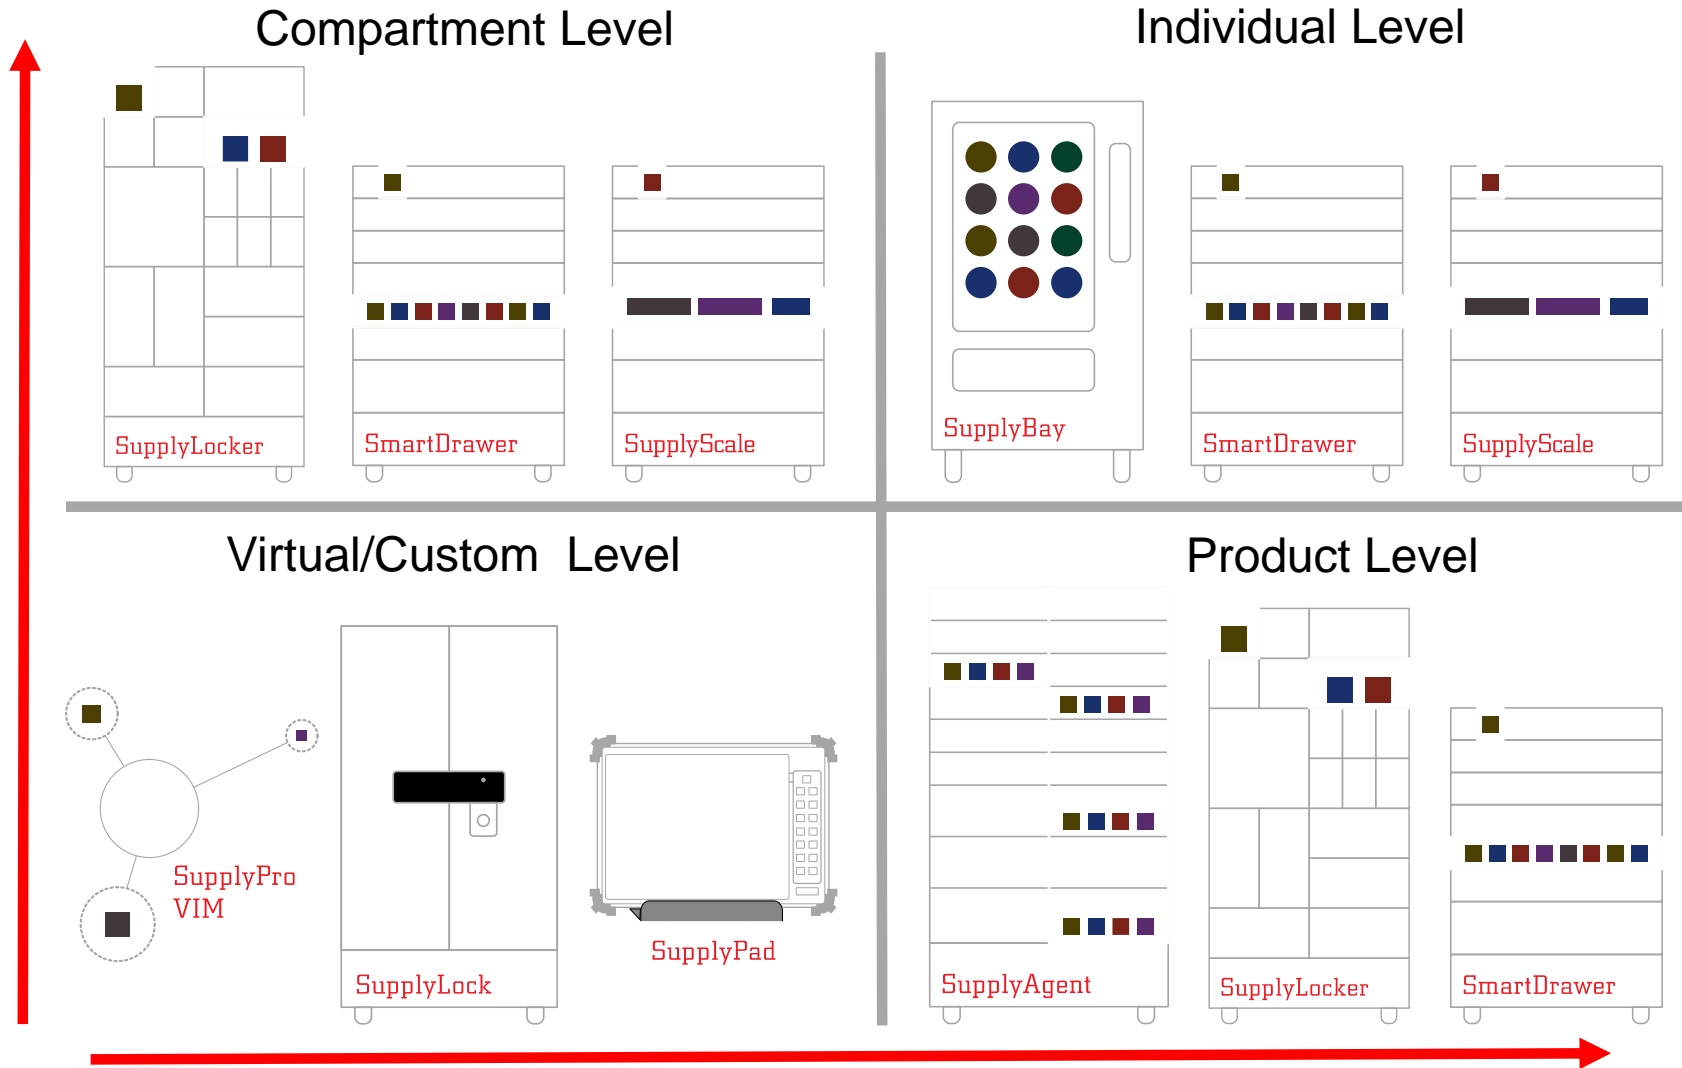 Compartment Level
Individual Level
SupplyLocker
SmartDrawer
SupplyScale
SupplyBay
SmartDrawer
SupplyScale
Virtual/Custom  Level
Product Level
SupplyPro
VIM
SupplyLock
SupplyPad
SupplyAgent
SupplyLocker
SmartDrawer